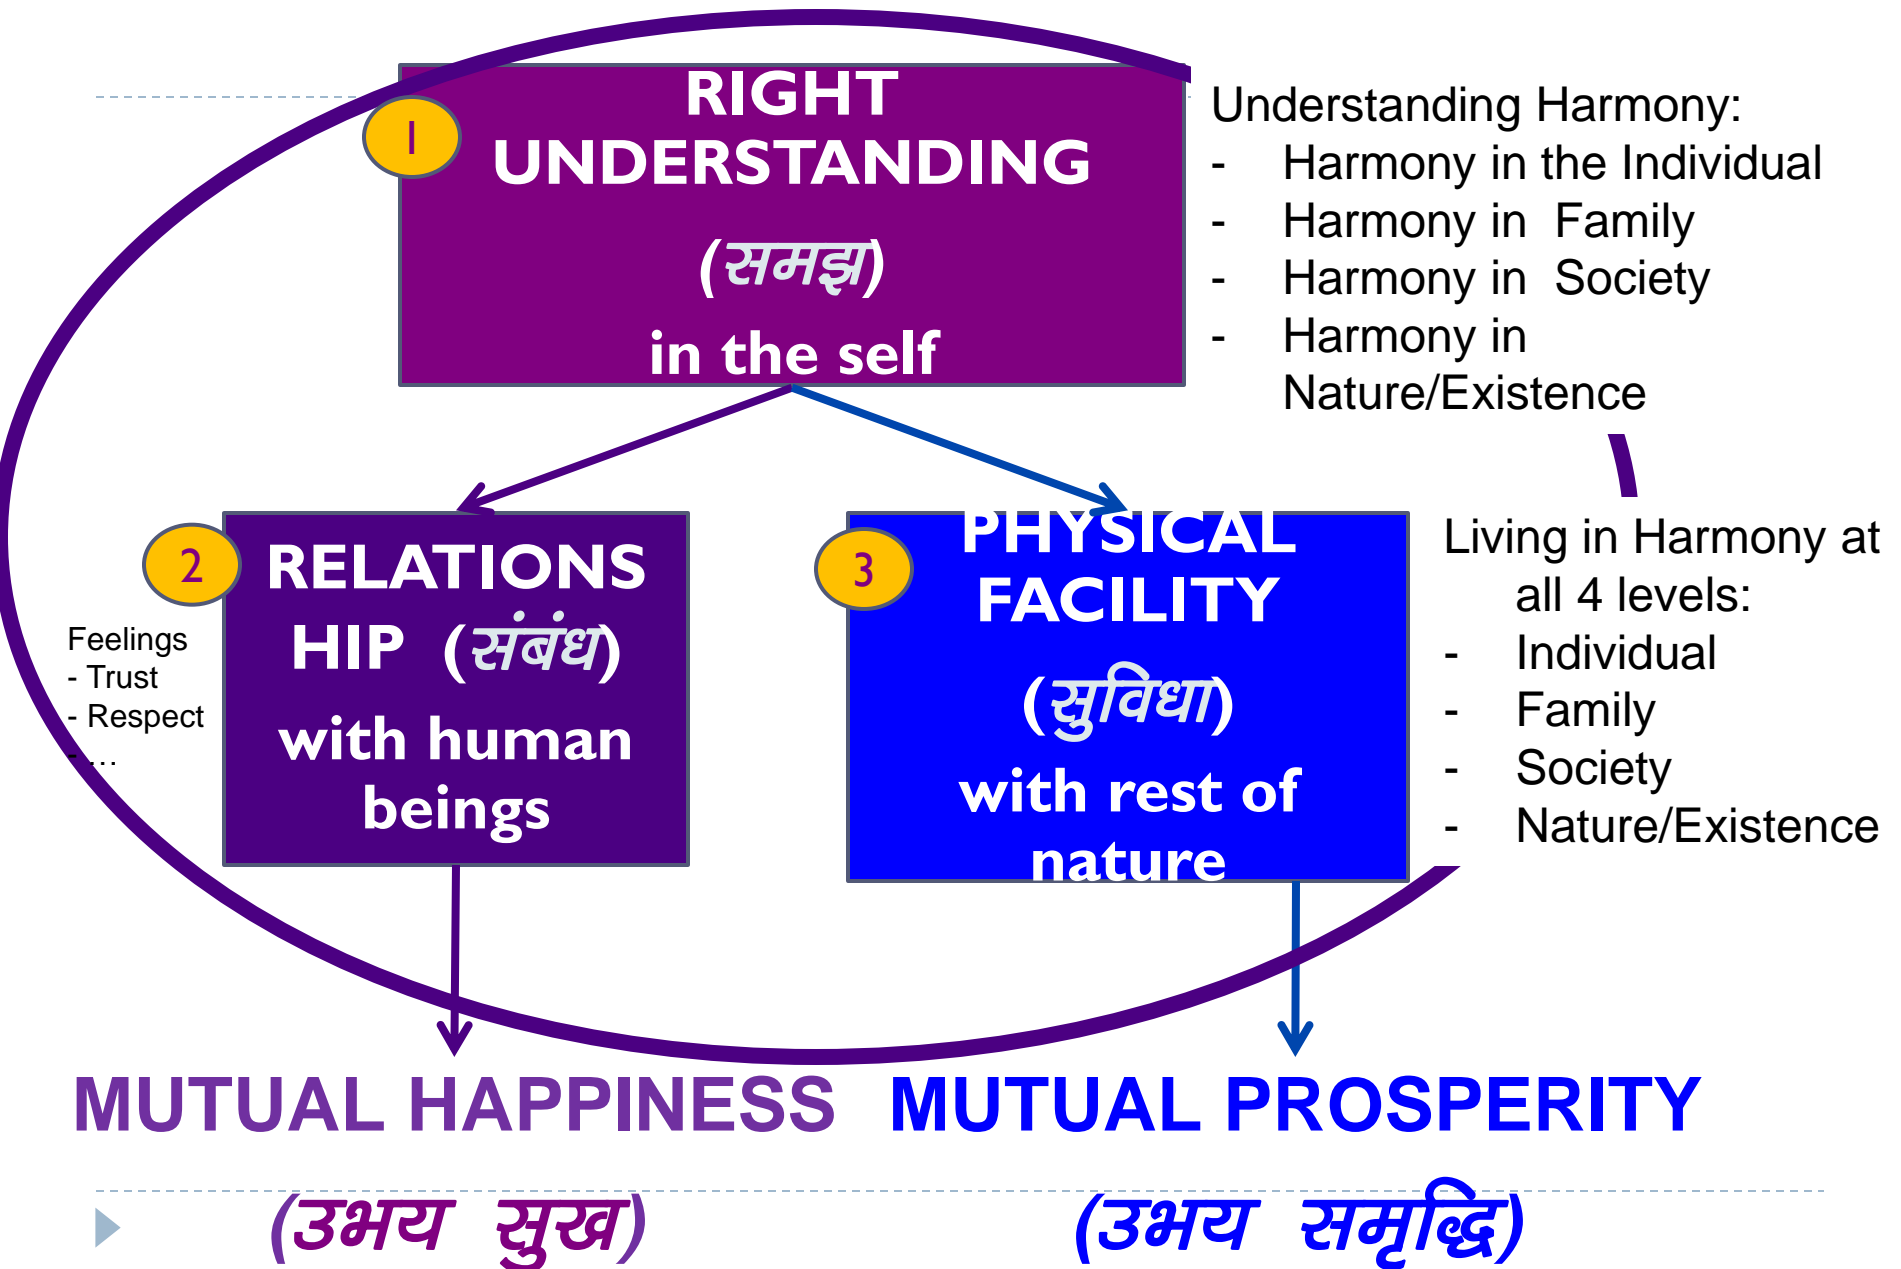 1
RIGHT
UNDERSTANDING
(समझ)
in the self
Understanding Harmony:
- Harmony in the Individual
- Harmony in Family
- Harmony in Society
- Harmony in
Nature/Existence
2
RELATIONS
HIP (संबंध)
with human
beings
Feelings
- Trust
- Respect
- …
3
PHYSICAL
FACILITY
(सुविधा)
with rest of
nature
Living in Harmony at
all 4 levels:
- Individual
- Family
- Society
- Nature/Existence
MUTUAL HAPPINESS
(उभय सुख)
MUTUAL PROSPERITY
(उभय समृद्धि)